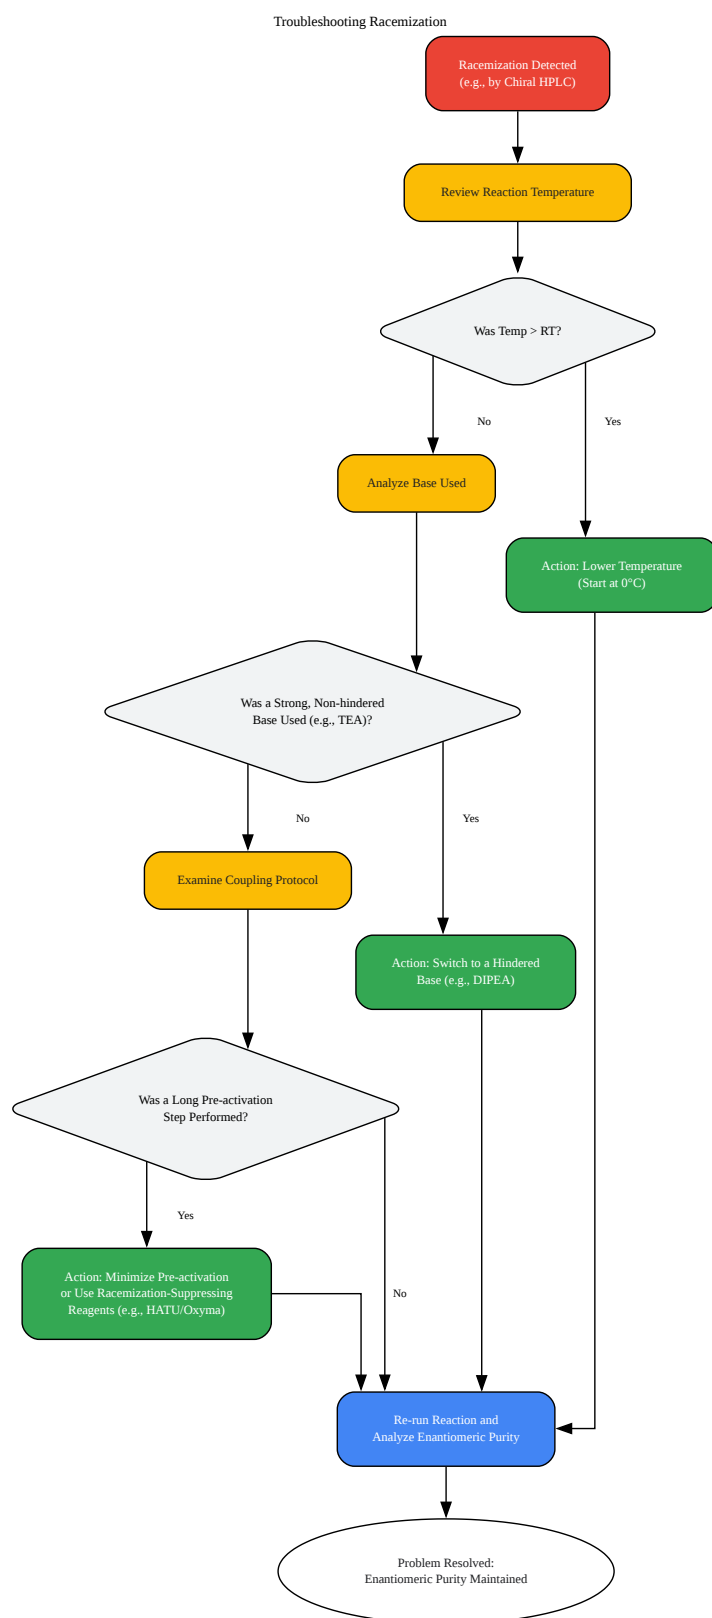 Troubleshooting Racemization
Racemization Detected
(e.g., by Chiral HPLC)
Review Reaction Temperature
Was Temp > RT?
No
Yes
Analyze Base Used
Action: Lower Temperature
(Start at 0°C)
Was a Strong, Non-hindered
Base Used (e.g., TEA)?
No
Yes
Examine Coupling Protocol
Action: Switch to a Hindered
Base (e.g., DIPEA)
Was a Long Pre-activation
Step Performed?
Yes
Action: Minimize Pre-activation
or Use Racemization-Suppressing
Reagents (e.g., HATU/Oxyma)
No
Re-run Reaction and
Analyze Enantiomeric Purity
Problem Resolved:
Enantiomeric Purity Maintained